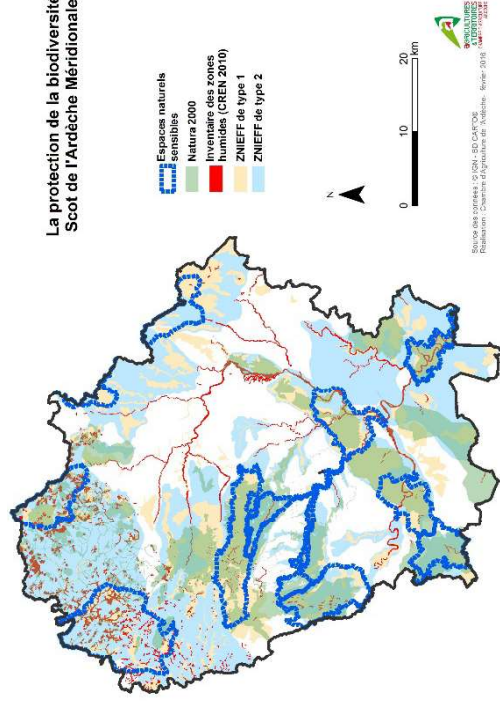 La protection de la biodiversité
Scot de l'Ardèche Méridionale
Espaces naturels
sensibles
Natura 2000
Inventaire des zones
humides (CREN 2010)
ZNIEFF de type 1
ZNIEFF de type 2
N
0 10 20
km
Source des données : © IGN - BD CARTO®
Réalisation : Chambre d'Agriculture de l'Ardèche - février 2016
AGRICULTURES
& TERRITOIRES